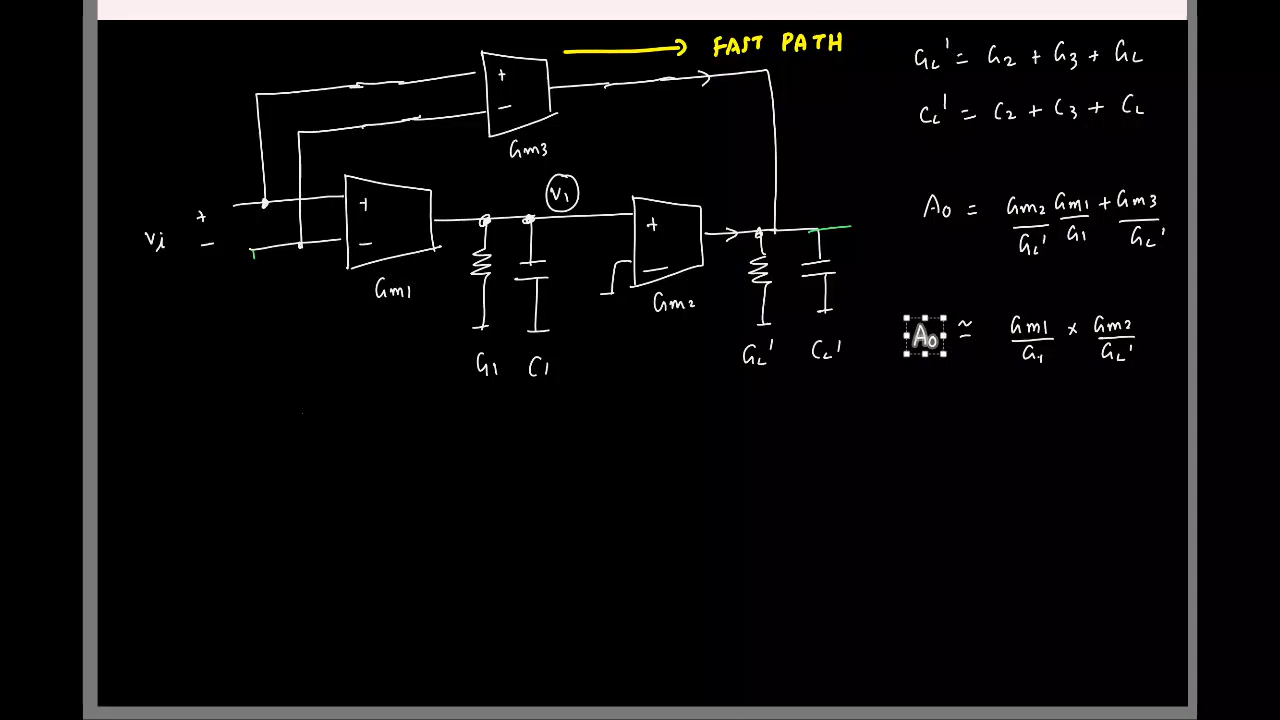 FAST PATH
+
−
Gm3
GL' = G2 + G3 + GL
CL' = C2 + C3 + CL
V1
+
−
Vi
+
−
Gm1
+
−
Gm2
G1
C1
GL'
CL'
A0 = Gm2/GL' Gm1/G1 + Gm3/GL'
A0 ≃ Gm1/G1 × Gm2/GL'